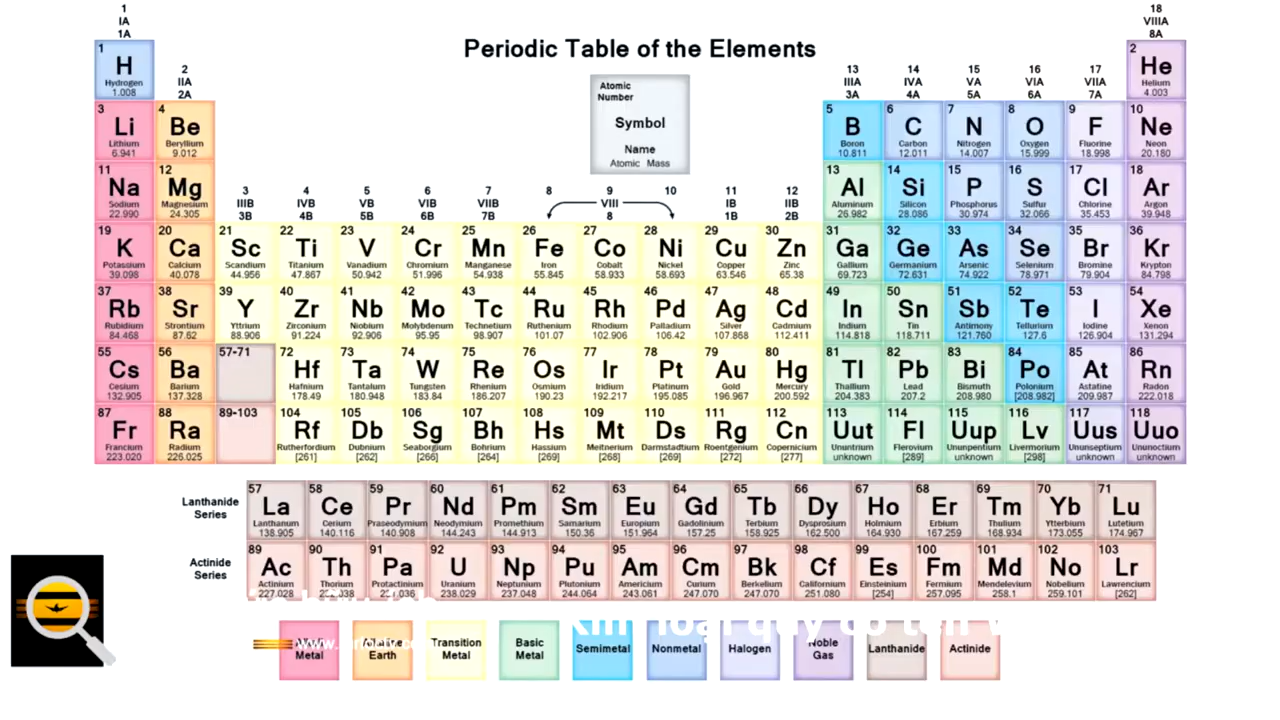 1
IA
1A
18
VIIIA
8A
Periodic Table of the Elements
1 H Hydrogen 1.008
2
IIA
2A
13
IIIA
3A
14
IVA
4A
15
VA
5A
16
VIA
6A
17
VIIA
7A
2 He Helium 4.003
Atomic
Number
Symbol
Name
Atomic Mass
3 Li Lithium 6.941
4 Be Beryllium 9.012
5 B Boron 10.811
6 C Carbon 12.011
7 N Nitrogen 14.007
8 O Oxygen 15.999
9 F Fluorine 18.998
10 Ne Neon 20.180
11 Na Sodium 22.990
12 Mg Magnesium 24.305
3
IIIB
3B
4
IVB
4B
5
VB
5B
6
VIB
6B
7
VIIB
7B
8 9 10
VIII
8
11
IB
1B
12
IIB
2B
13 Al Aluminum 26.982
14 Si Silicon 28.086
15 P Phosphorus 30.974
16 S Sulfur 32.066
17 Cl Chlorine 35.453
18 Ar Argon 39.948
19 K Potassium 39.098
20 Ca Calcium 40.078
21 Sc Scandium 44.956
22 Ti Titanium 47.867
23 V Vanadium 50.942
24 Cr Chromium 51.996
25 Mn Manganese 54.938
26 Fe Iron 55.845
27 Co Cobalt 58.933
28 Ni Nickel 58.693
29 Cu Copper 63.546
30 Zn Zinc 65.38
31 Ga Gallium 69.723
32 Ge Germanium 72.631
33 As Arsenic 74.922
34 Se Selenium 78.971
35 Br Bromine 79.904
36 Kr Krypton 84.798
37 Rb Rubidium 84.468
38 Sr Strontium 87.62
39 Y Yttrium 88.906
40 Zr Zirconium 91.224
41 Nb Niobium 92.906
42 Mo Molybdenum 95.95
43 Tc Technetium 98.907
44 Ru Ruthenium 101.07
45 Rh Rhodium 102.906
46 Pd Palladium 106.42
47 Ag Silver 107.868
48 Cd Cadmium 112.411
49 In Indium 114.818
50 Sn Tin 118.711
51 Sb Antimony 121.760
52 Te Tellurium 127.6
53 I Iodine 126.904
54 Xe Xenon 131.294
55 Cs Cesium 132.905
56 Ba Barium 137.328
57-71
72 Hf Hafnium 178.49
73 Ta Tantalum 180.948
74 W Tungsten 183.84
75 Re Rhenium 186.207
76 Os Osmium 190.23
77 Ir Iridium 192.217
78 Pt Platinum 195.085
79 Au Gold 196.967
80 Hg Mercury 200.592
81 Tl Thallium 204.383
82 Pb Lead 207.2
83 Bi Bismuth 208.980
84 Po Polonium [208.982]
85 At Astatine 209.987
86 Rn Radon 222.018
87 Fr Francium 223.020
88 Ra Radium 226.025
89-103
104 Rf Rutherfordium [261]
105 Db Dubnium [262]
106 Sg Seaborgium [266]
107 Bh Bohrium [264]
108 Hs Hassium [269]
109 Mt Meitnerium [268]
110 Ds Darmstadtium [269]
111 Rg Roentgenium [272]
112 Cn Copernicium [277]
113 Uut Ununtrium unknown
114 Fl Flerovium [289]
115 Uup Ununpentium unknown
116 Lv Livermorium [298]
117 Uus Ununseptium unknown
118 Uuo Ununoctium unknown
Lanthanide
Series
57 La Lanthanum 138.905
58 Ce Cerium 140.116
59 Pr Praseodymium 140.908
60 Nd Neodymium 144.243
61 Pm Promethium 144.913
62 Sm Samarium 150.36
63 Eu Europium 151.964
64 Gd Gadolinium 157.25
65 Tb Terbium 158.925
66 Dy Dysprosium 162.500
67 Ho Holmium 164.930
68 Er Erbium 167.259
69 Tm Thulium 168.934
70 Yb Ytterbium 173.055
71 Lu Lutetium 174.967
Actinide
Series
89 Ac Actinium 227.028
90 Th Thorium
91 Pa Protactinium
92 U Uranium 238.029
93 Np Neptunium 237.048
94 Pu Plutonium 244.064
95 Am Americium 243.061
96 Cm Curium 247.070
97 Bk Berkelium 247.070
98 Cf Californium 251.080
99 Es Einsteinium [254]
100 Fm Fermium 257.095
101 Md Mendelevium 258.1
102 No Nobelium 259.101
103 Lr Lawrencium [262]
Metal
Earth
Transition
Metal
Basic
Metal
Semimetal
Nonmetal
Halogen
Noble
Gas
Lanthanide
Actinide